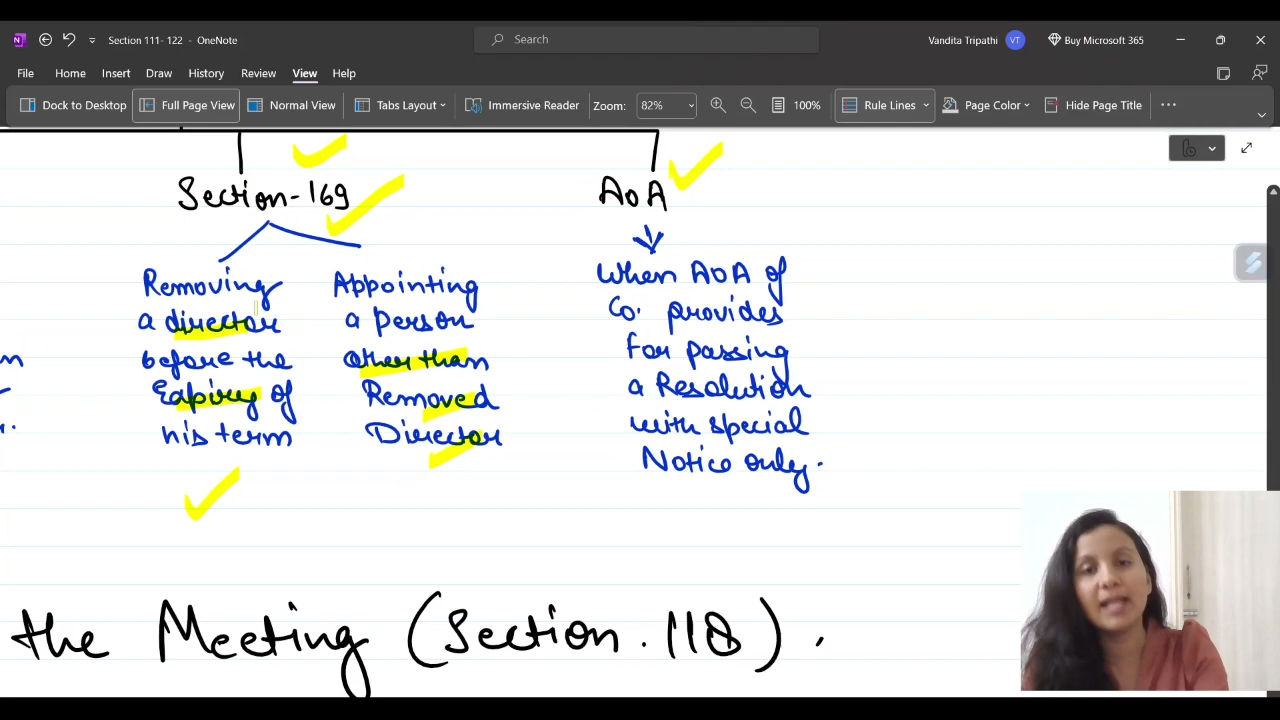 Section 111- 122 - OneNote
Search
Vandita Tripathi
VT
Buy Microsoft 365
File
Home
Insert
Draw
History
Review
View
Help
Dock to Desktop
Full Page View
Normal View
Tabs Layout
Immersive Reader
Zoom:
82%
100%
Rule Lines
Page Color
Hide Page Title
Section-169
Removing
a director
before the
Expirey of
his term
Appointing
a person
other than
Removed
Director
AoA
When AOA of
Co. provides
for passing
a Resolution
with special
Notice only.
the Meeting (Section. 118).